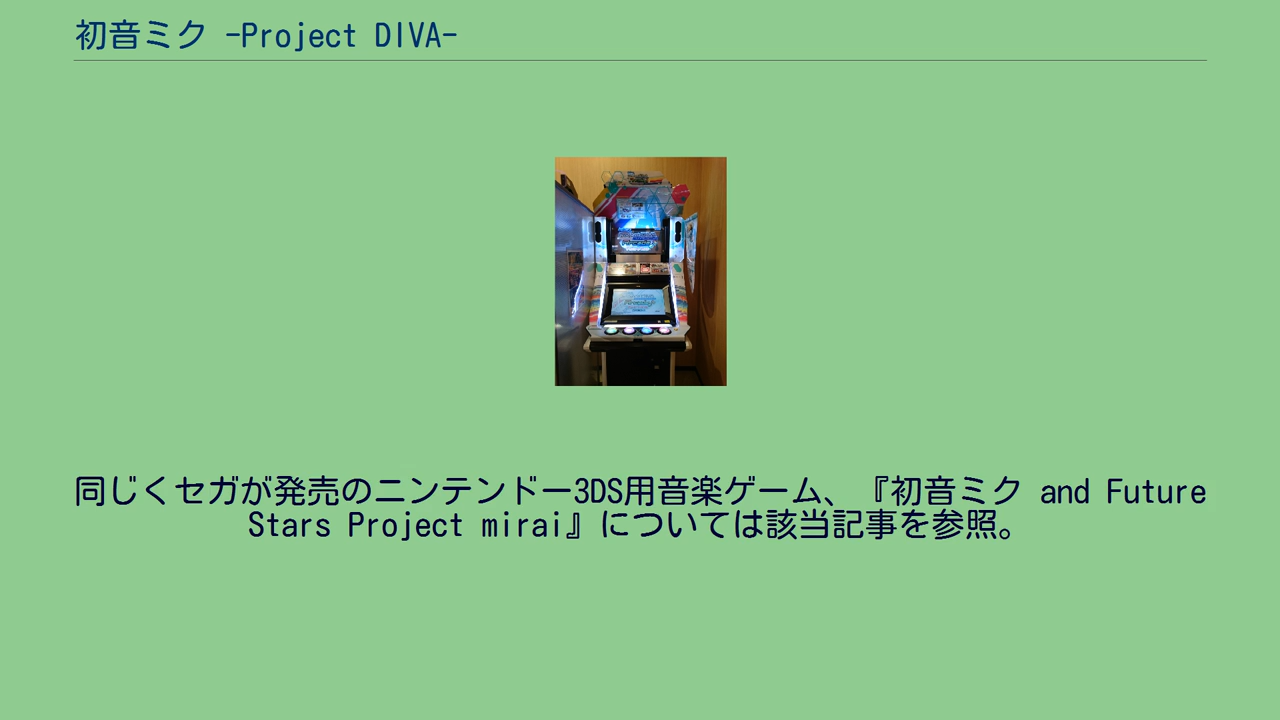 初音ミク -Project DIVA-
同じくセガが発売のニンテンドー3DS用音楽ゲーム、『初音ミク and Future
Stars Project mirai』については該当記事を参照。